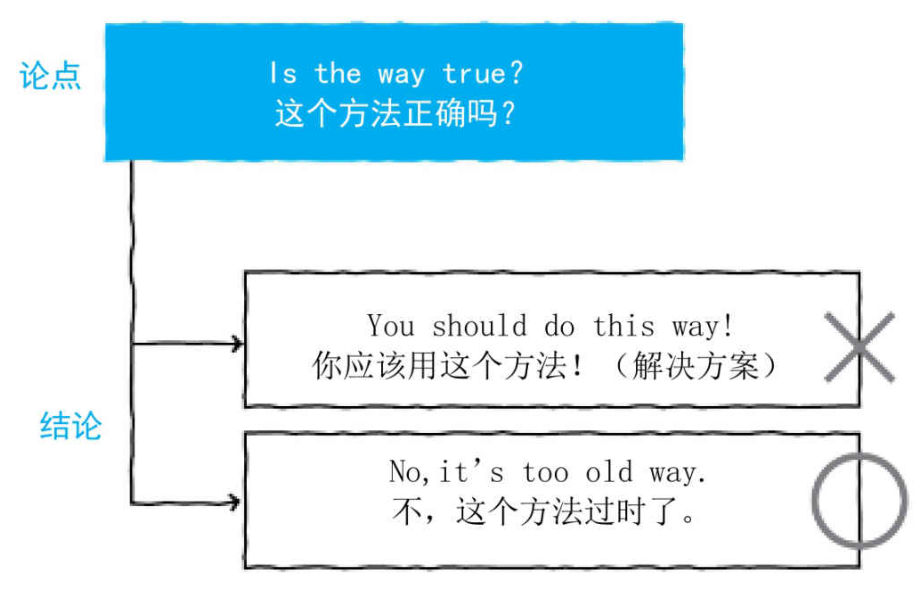 论点
Is the way true?
这个方法正确吗?
You should do this way!
你应该用这个方法!（解决方案）
结论
No,it's too old way.
不，这个方法过时了。